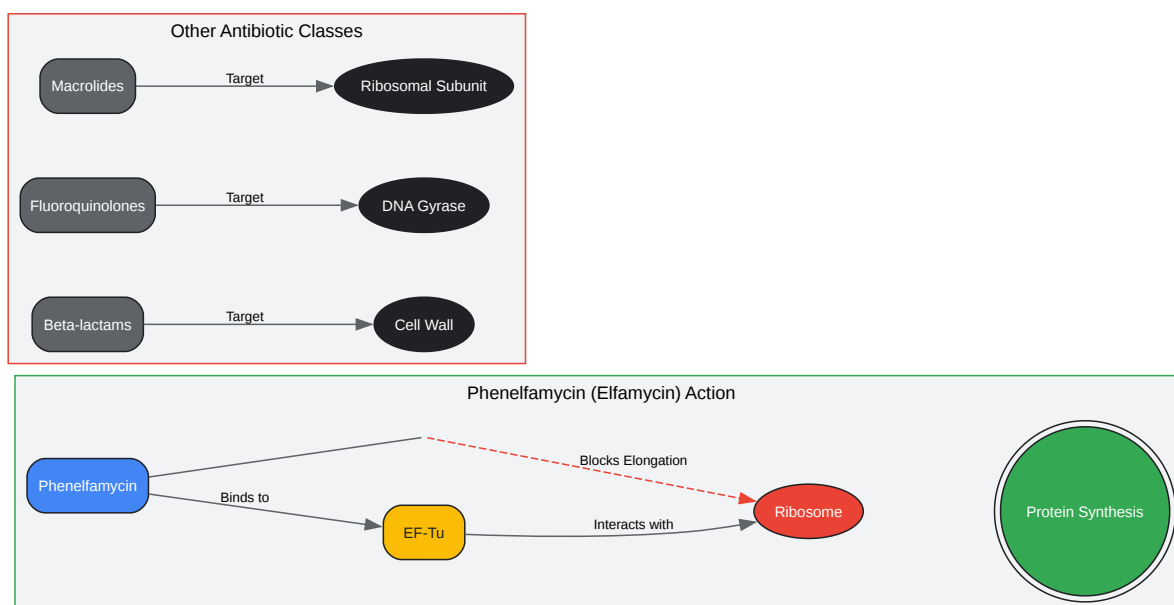 Other Antibiotic Classes
Macrolides
Target
Ribosomal Subunit
Fluoroquinolones
Target
DNA Gyrase
Beta-lactams
Target
Cell Wall
Phenelfamycin (Elfamycin) Action
Phenelfamycin
Binds to
EF-Tu
Blocks Elongation
Interacts with
Ribosome
Protein Synthesis